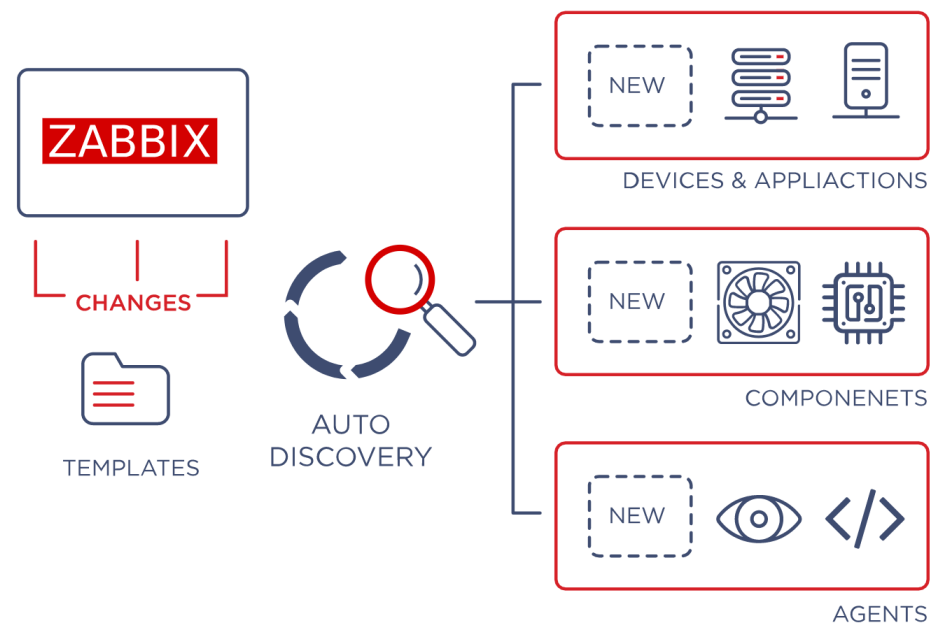 ZABBIX
CHANGES
TEMPLATES
AUTO
DISCOVERY
NEW
DEVICES & APPLIACTIONS
NEW
COMPONENETS
NEW
AGENTS